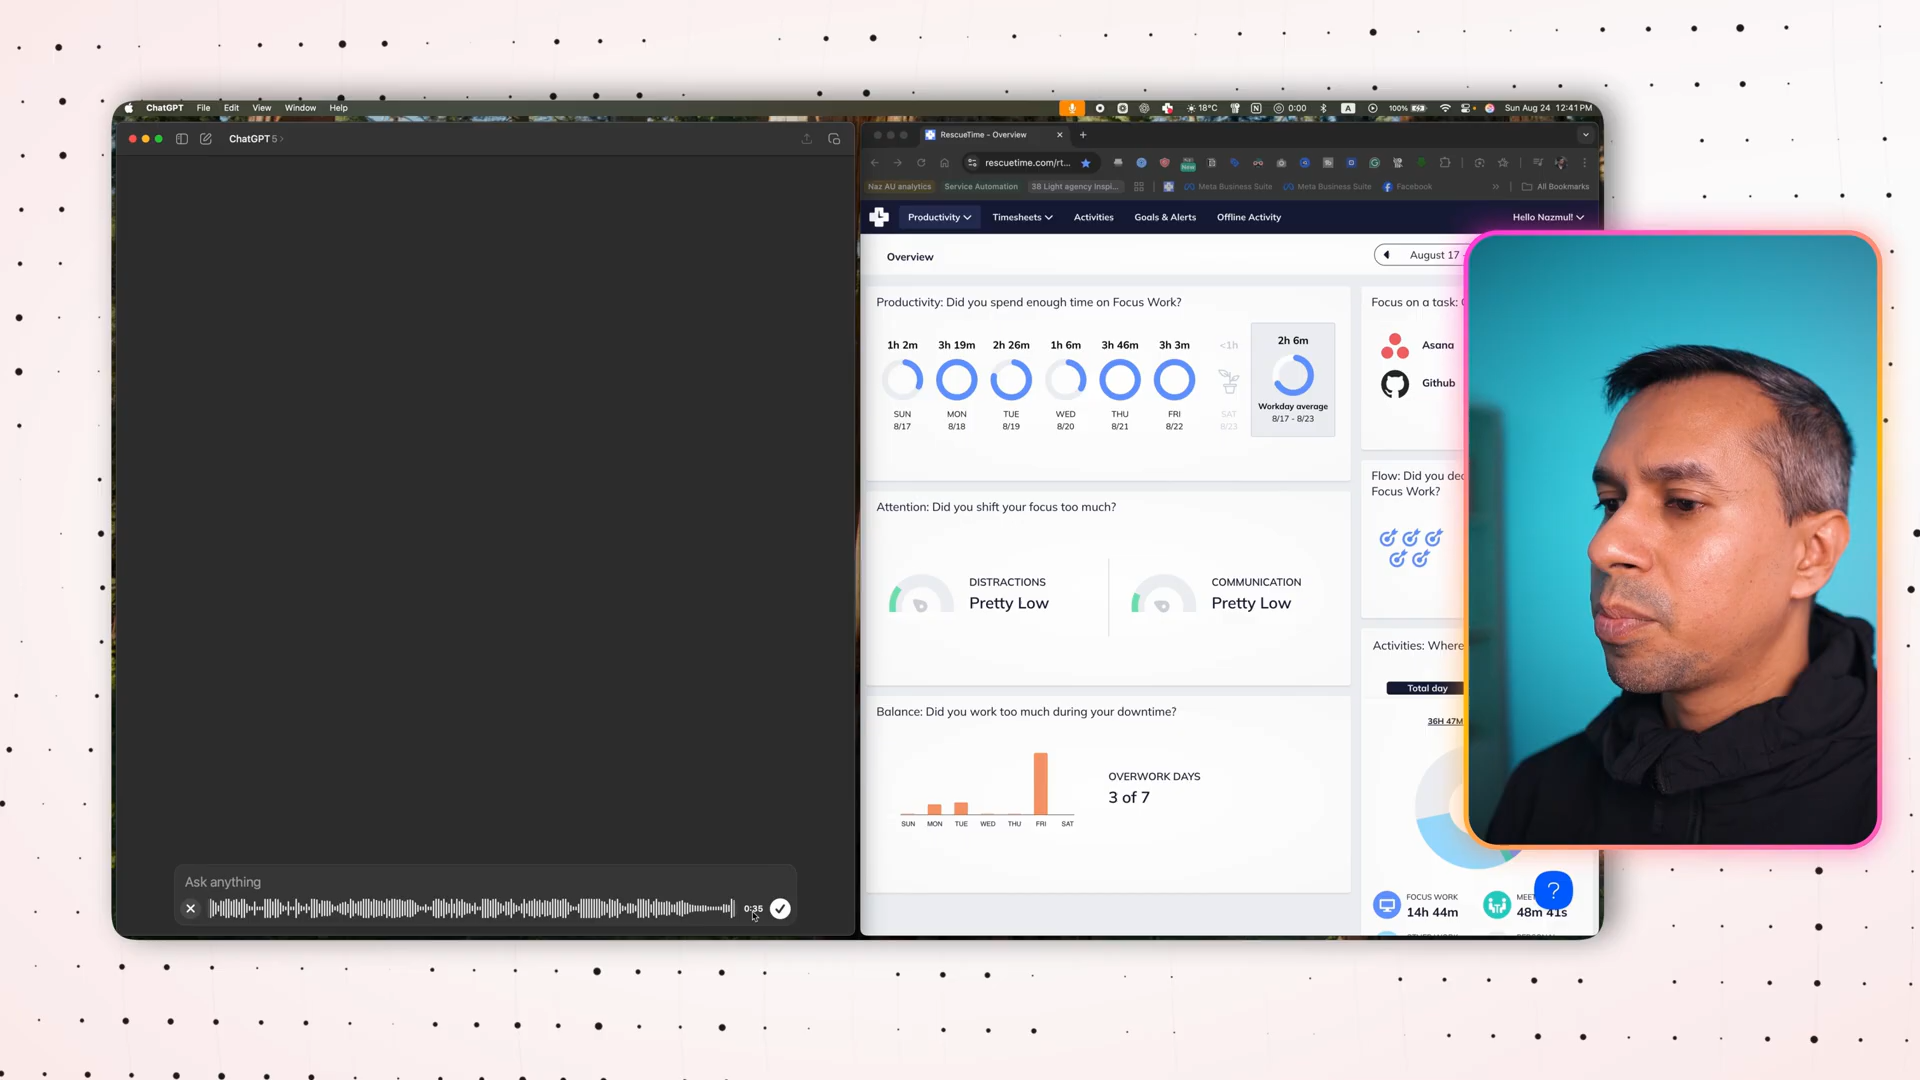 ChatGPT File Edit View Window Help
18°C 0:00 A 100% Sun Aug 24 12:41 PM
ChatGPT 5 >
Ask anything
0:35
RescueTime - Overview
rescuetime.com/rt...
New
Naz AU analytics Service Automation 38 Light agency Inspi... Meta Business Suite Meta Business Suite Facebook » All Bookmarks
Productivity Timesheets Activities Goals & Alerts Offline Activity Hello Nazmul!
Overview
August 17
Productivity: Did you spend enough time on Focus Work?
1h 2m 3h 19m 2h 26m 1h 6m 3h 46m 3h 3m <1h 2h 6m
SUN MON TUE WED THU FRI SAT Workday average
8/17 8/18 8/19 8/20 8/21 8/22 8/23 8/17 - 8/23
Focus on a task:
Asana
Github
Attention: Did you shift your focus too much?
DISTRACTIONS
Pretty Low
COMMUNICATION
Pretty Low
Flow: Did you dec
Focus Work?
Balance: Did you work too much during your downtime?
OVERWORK DAYS
3 of 7
SUN MON TUE WED THU FRI SAT
Activities: Where
Total day
36H 47M
FOCUS WORK
14h 44m
MEE
48m 41s
?